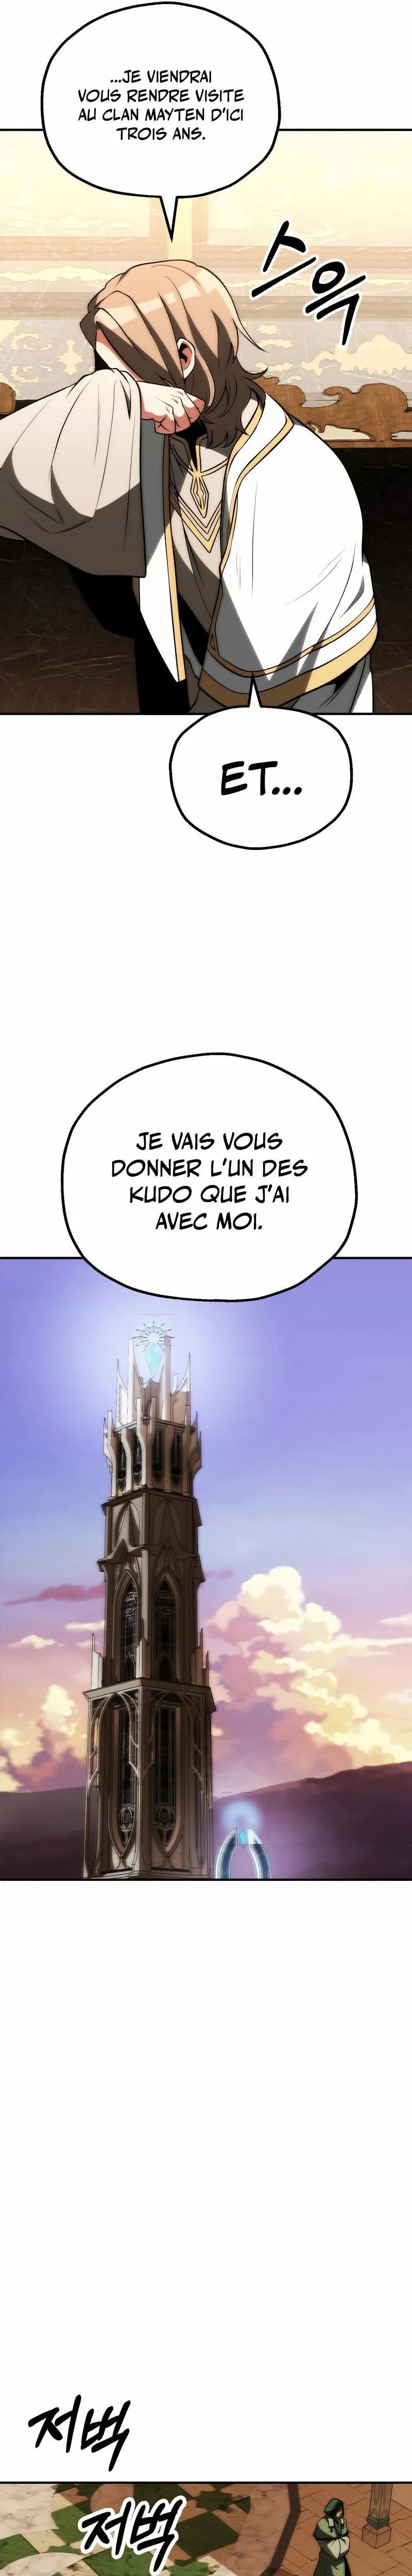 ...JE VIENDRAI
VOUS RENDRE VISITE
AU CLAN MAYTEN D'ICI
TROIS ANS.
스윽
ET...
JE VAIS VOUS
DONNER L'UN DES
KUDO QUE J'AI
AVEC MOI.
저벅
저벅